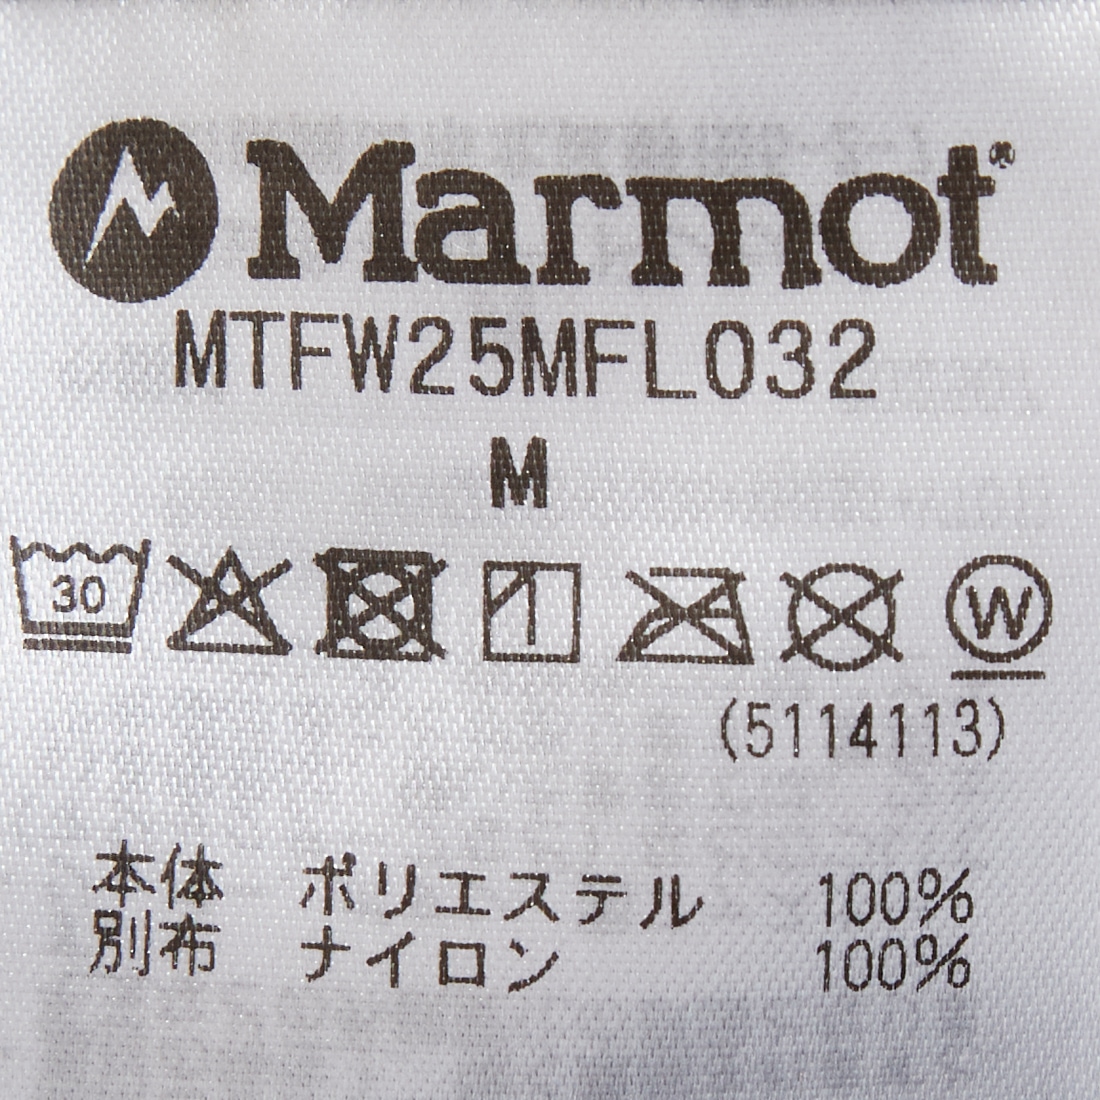 Marmot®
MTFW25MFL032
M
30 W
(5114113)
本体 ポリエステル 100%
別布 ナイロン 100%